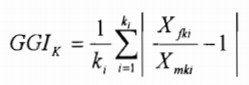 GGI_K = \frac{1}{k_i} \sum_{i=1}^{k_i} \left| \frac{X_{fki}}{X_{mki}} - 1 \right|